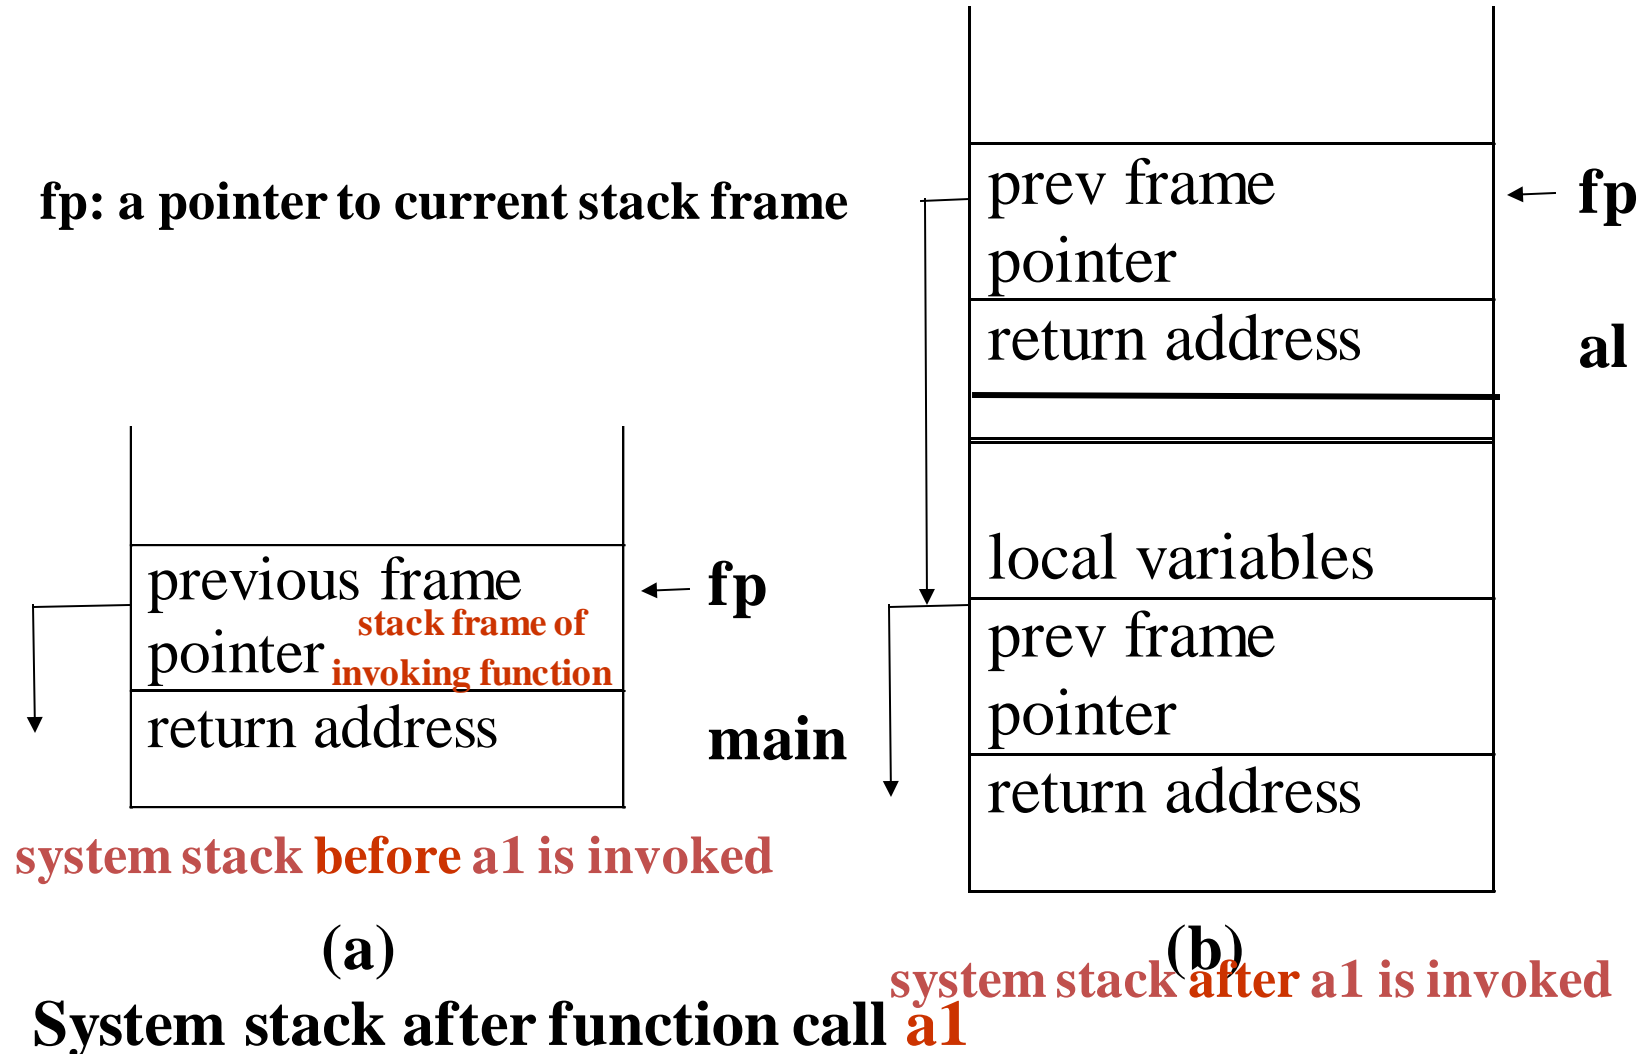 fp: a pointer to current stack frame
previous frame
pointer
stack frame of
invoking function
return address
fp
main
system stack before a1 is invoked
(a)
prev frame
pointer
return address
fp
al
local variables
prev frame
pointer
return address
(b)
system stack after a1 is invoked
System stack after function call a1